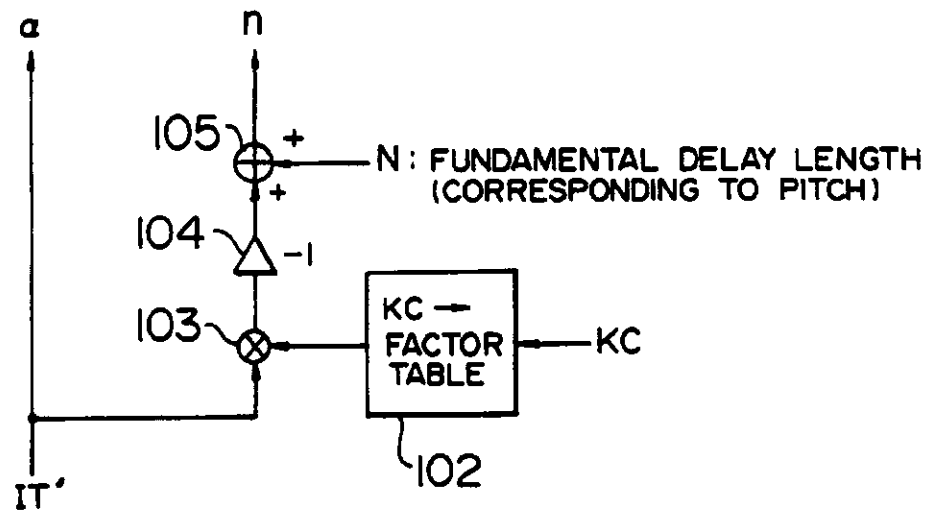 α
n
105
+
N: FUNDAMENTAL DELAY LENGTH
(CORRESPONDING TO PITCH)
+
104
-1
103
KC →
FACTOR
TABLE
KC
102
IT'